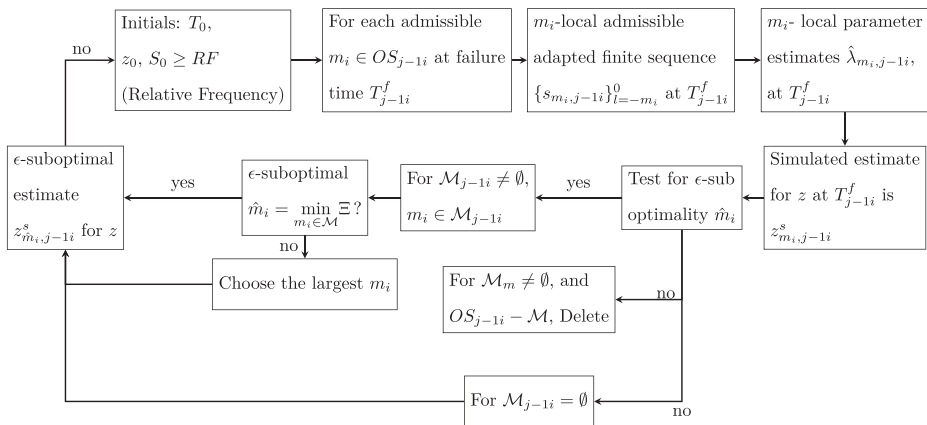 Initials: T_0,
z_0, S_0 ≥ RF
(Relative Frequency)
For each admissible
m_i ∈ OS_{j−1i} at failure
time T^f_{j−1i}
m_i-local admissible
adapted finite sequence
{s_{m_i,j−1i}}^0_{l=−m_i} at T^f_{j−1i}
m_i- local parameter
estimates λ̂_{m_i,j−1i},
at T^f_{j−1i}
no
ϵ-suboptimal
estimate
z^s_{m̂_i,j−1i} for z
yes
ϵ-suboptimal
m̂_i = min_{m_i∈ℳ} Ξ ?
no
For ℳ_{j−1i} ≠ ∅,
m_i ∈ ℳ_{j−1i}
yes
Test for ϵ-sub
optimality m̂_i
Simulated estimate
for z at T^f_{j−1i} is
z^s_{m_i,j−1i}
Choose the largest m_i
For ℳ_m ≠ ∅, and
OS_{j−1i} − ℳ, Delete
no
For ℳ_{j−1i} = ∅
no